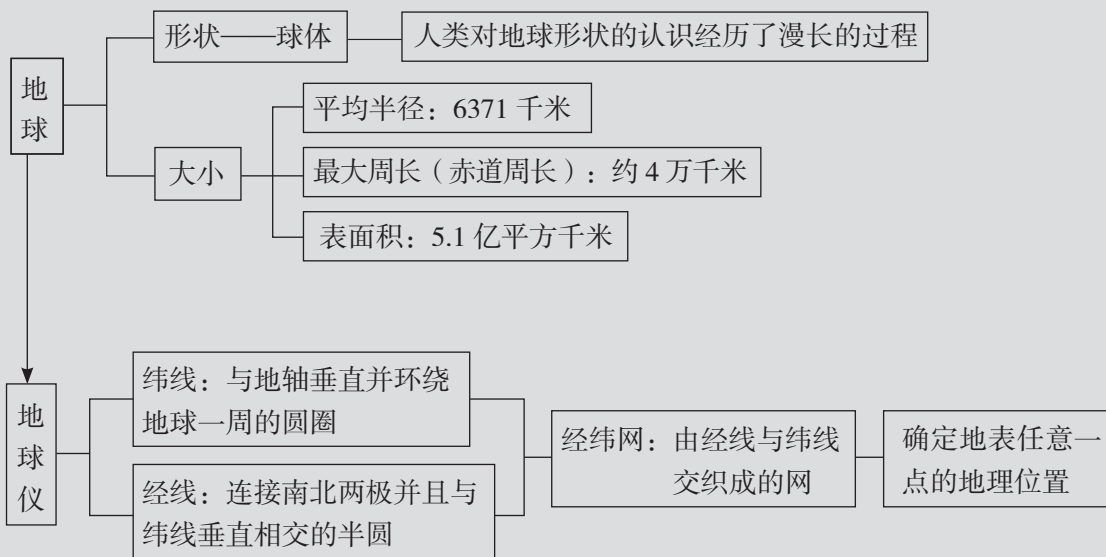 形状——球体
人类对地球形状的认识经历了漫长的过程
地
球
大小
平均半径：6371 千米
最大周长（赤道周长）：约 4 万千米
表面积：5.1 亿平方千米
地
球
仪
纬线：与地轴垂直并环绕
地球一周的圆圈
经线：连接南北两极并且与
纬线垂直相交的半圆
经纬网：由经线与纬线
交织成的网
确定地表任意一
点的地理位置